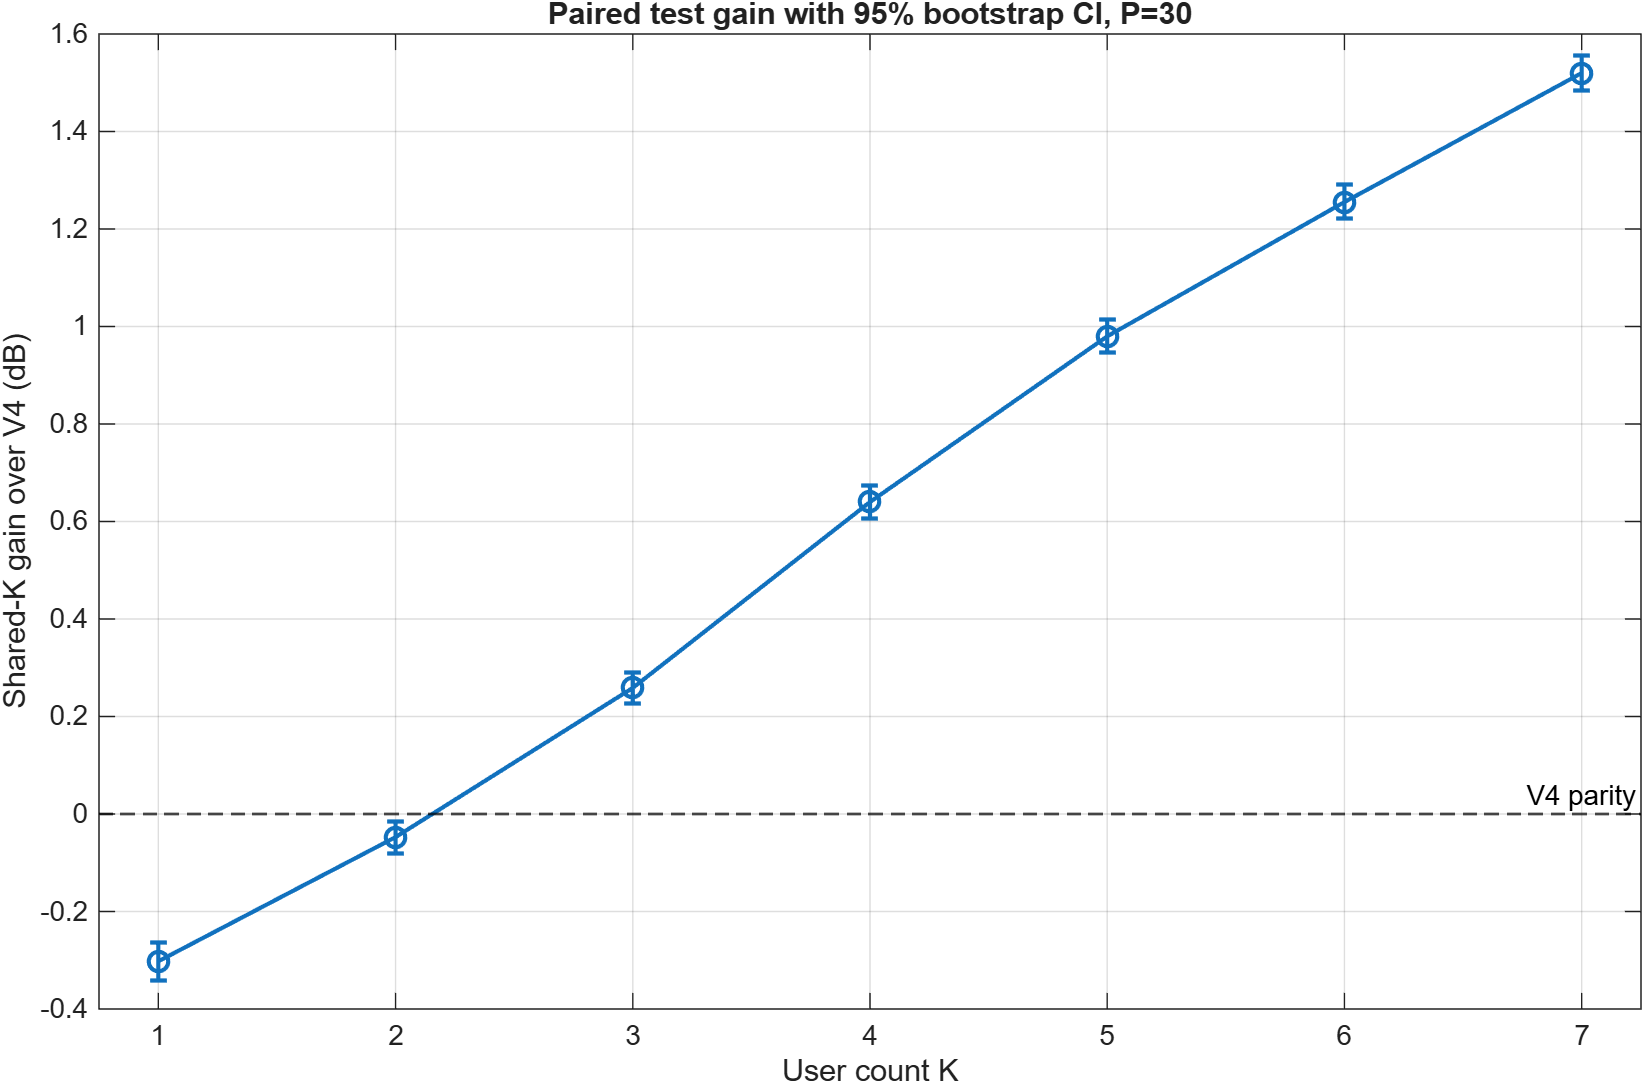 Paired test gain with 95% bootstrap CI, P=30
Shared-K gain over V4 (dB)
1.6
1.4
1.2
1
0.8
0.6
0.4
0.2
0
-0.2
-0.4
V4 parity
1 2 3 4 5 6 7
User count K